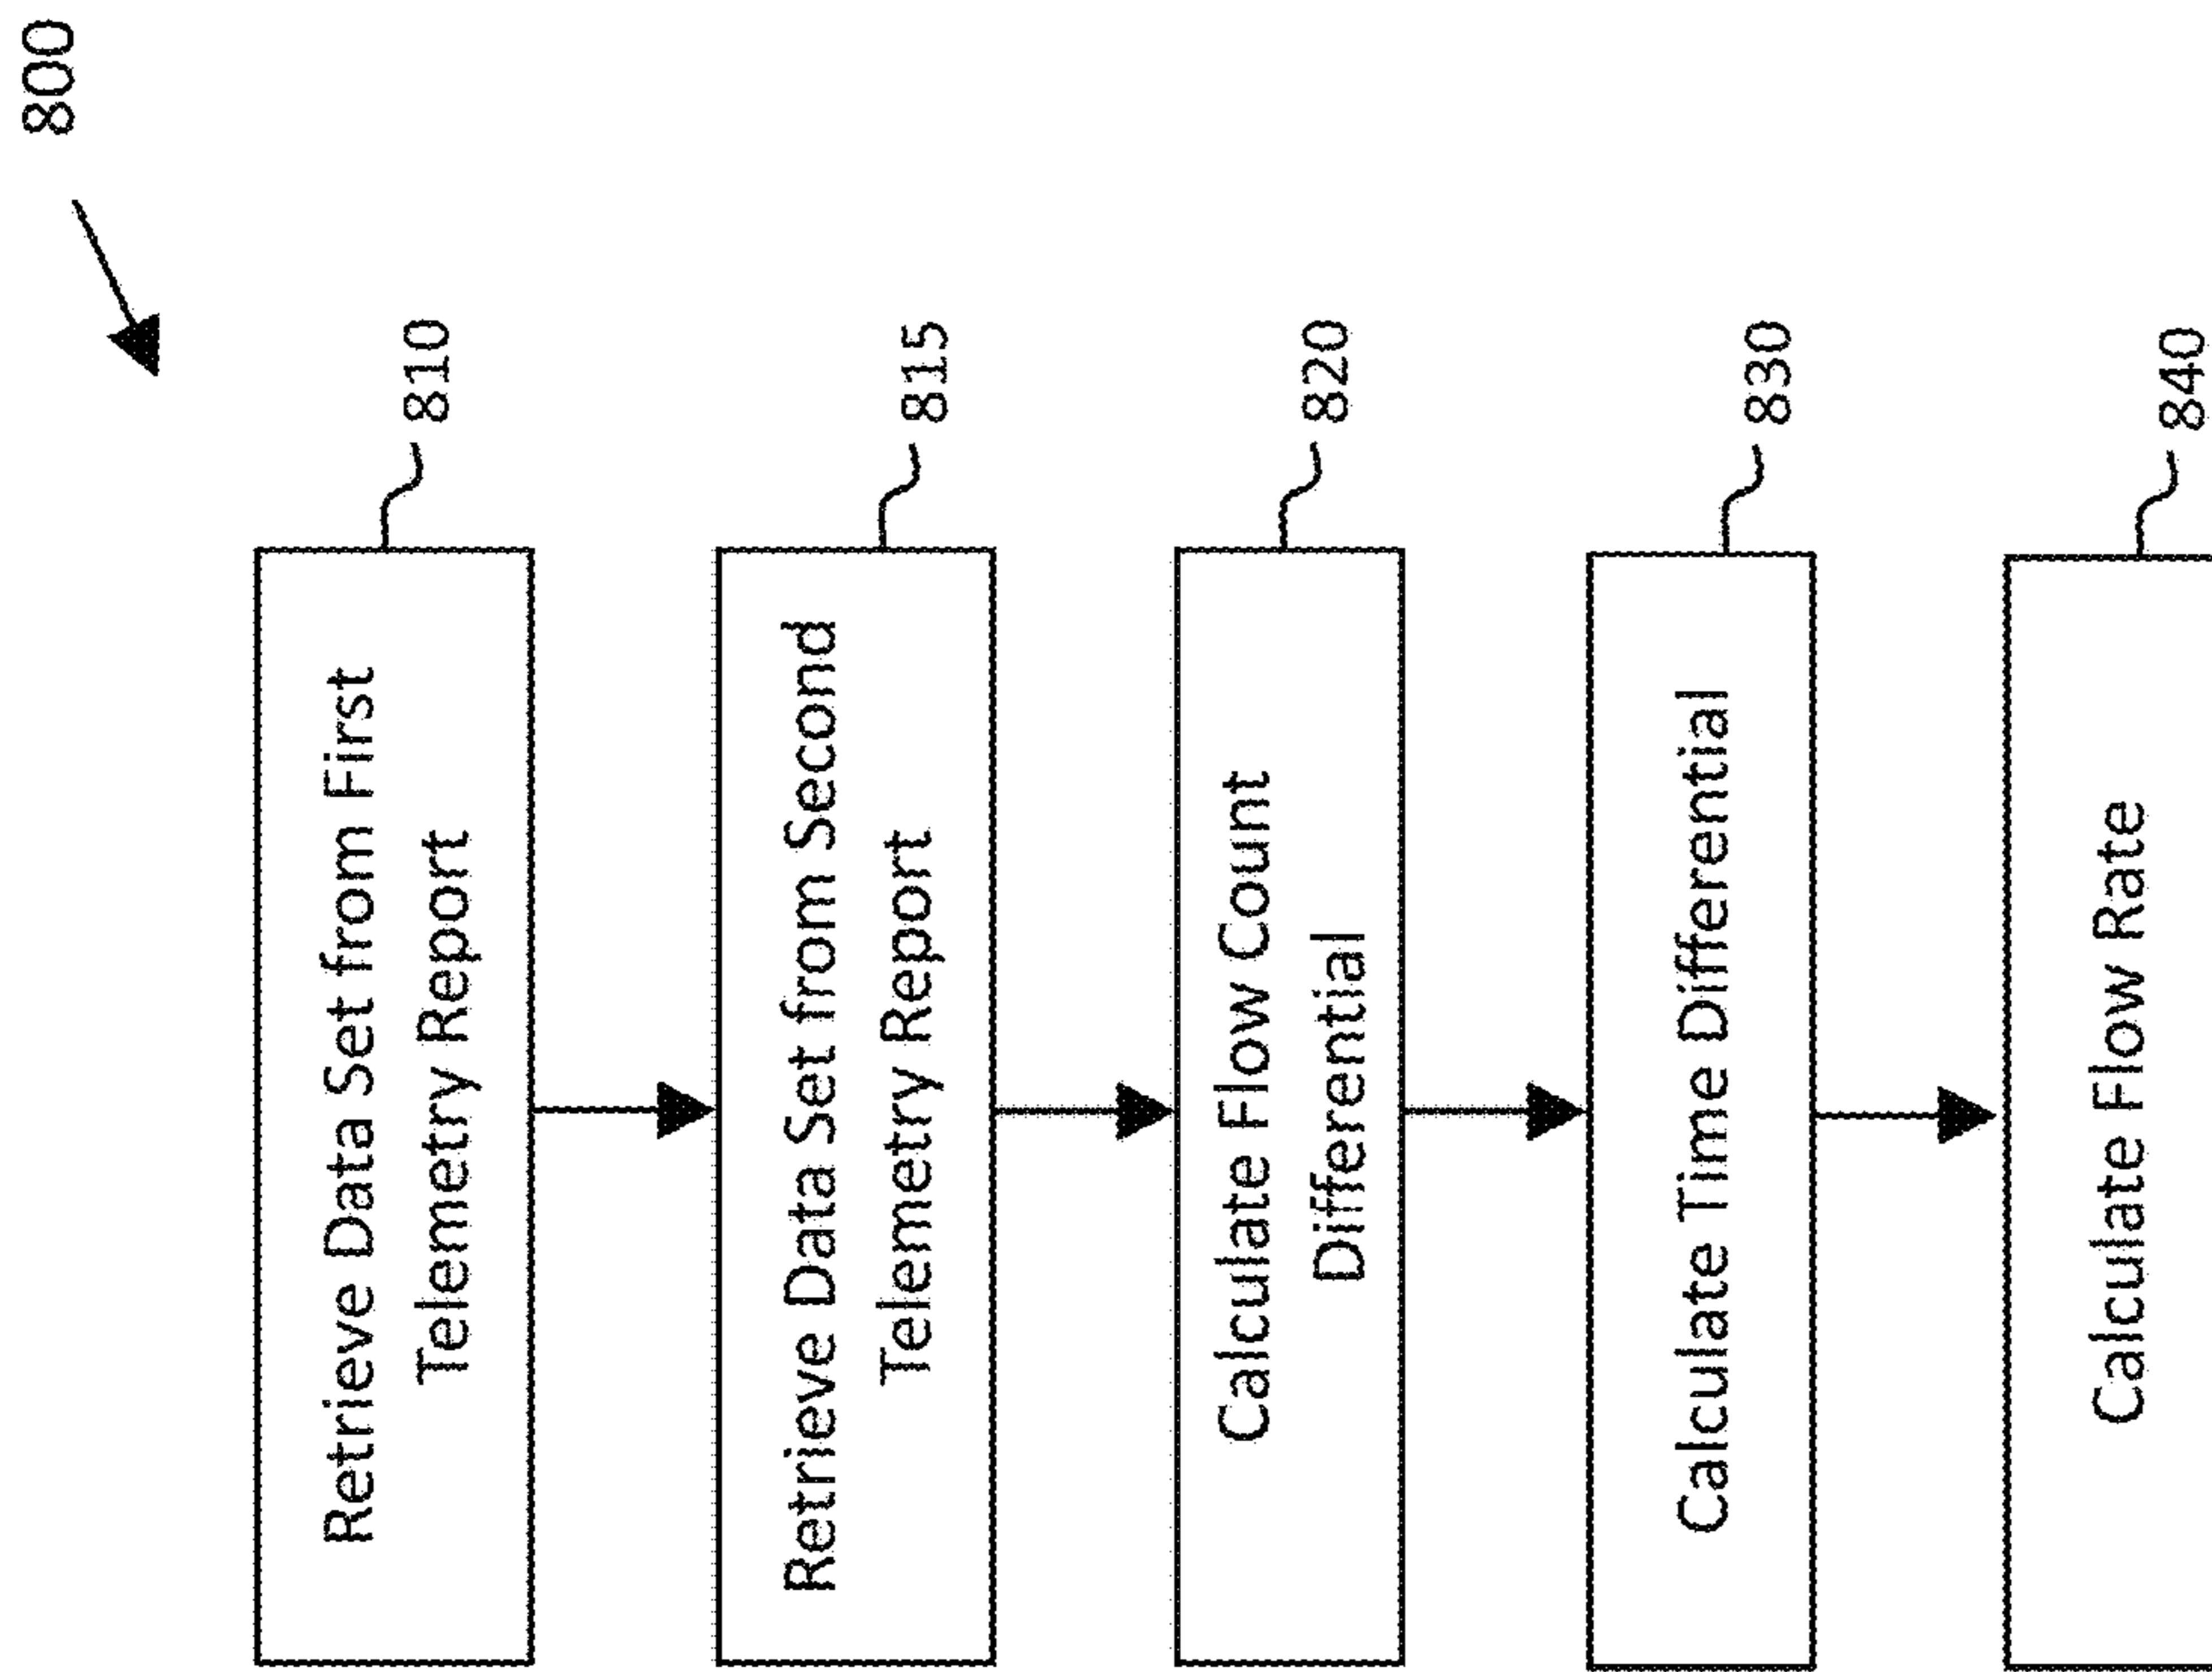 800
Retrieve Data Set from First
Telemetry Report
810
Retrieve Data Set from Second
Telemetry Report
815
Calculate Flow Count
Differential
820
Calculate Time Differential
830
Calculate Flow Rate
840